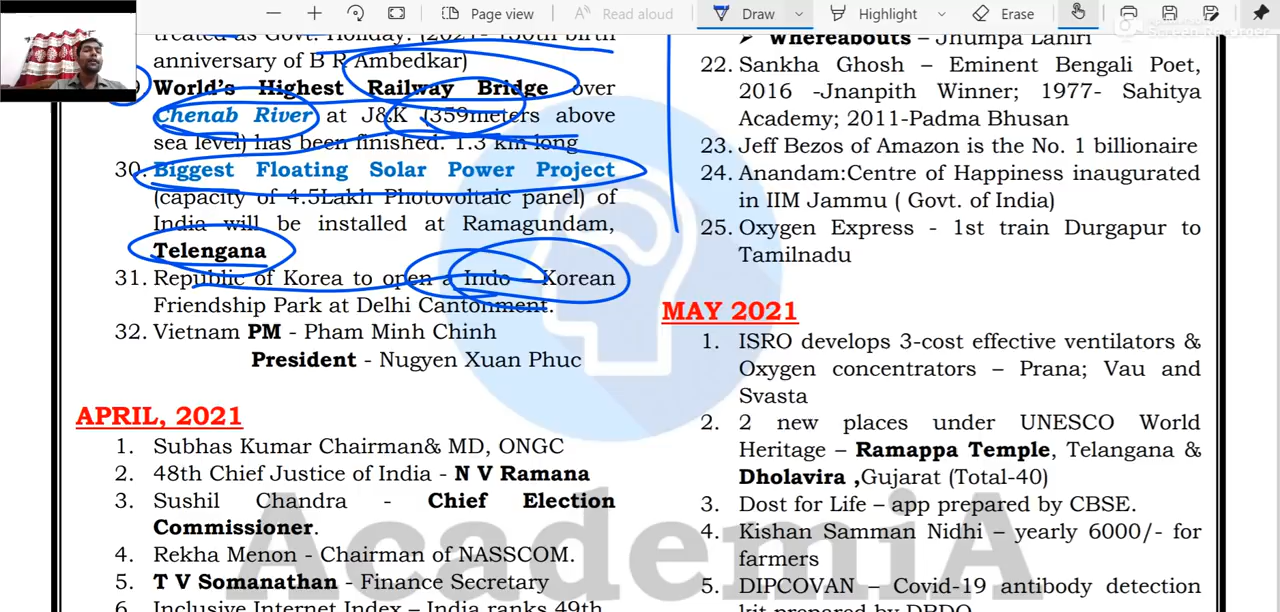 Page view
Read aloud
Draw
Highlight
Erase
treated as Govt. Holiday. (2021 - 130th birth
anniversary of B R Ambedkar)
World's Highest Railway Bridge over
Chenab River at J&K (359meters above
sea level) has been finished. 1.3 km long
30. Biggest Floating Solar Power Project
(capacity of 4.5Lakh Photovoltaic panel) of
India will be installed at Ramagundam,
Telengana
31. Republic of Korea to open a Indo – Korean
Friendship Park at Delhi Cantonment.
32. Vietnam PM - Pham Minh Chinh
President - Nugyen Xuan Phuc
APRIL, 2021
1. Subhas Kumar Chairman& MD, ONGC
2. 48th Chief Justice of India - N V Ramana
3. Sushil Chandra - Chief Election
Commissioner.
4. Rekha Menon - Chairman of NASSCOM.
5. T V Somanathan - Finance Secretary
6. Inclusive Internet Index – India ranks 49th
➤ Whereabouts – Jhumpa Lahiri
22. Sankha Ghosh – Eminent Bengali Poet,
2016 -Jnanpith Winner; 1977- Sahitya
Academy; 2011-Padma Bhusan
23. Jeff Bezos of Amazon is the No. 1 billionaire
24. Anandam:Centre of Happiness inaugurated
in IIM Jammu ( Govt. of India)
25. Oxygen Express - 1st train Durgapur to
Tamilnadu
MAY 2021
1. ISRO develops 3-cost effective ventilators &
Oxygen concentrators – Prana; Vau and
Svasta
2. 2 new places under UNESCO World
Heritage – Ramappa Temple, Telangana &
Dholavira ,Gujarat (Total-40)
3. Dost for Life – app prepared by CBSE.
4. Kishan Samman Nidhi – yearly 6000/- for
farmers
5. DIPCOVAN – Covid-19 antibody detection
kit prepared by DRDO
AcademiA